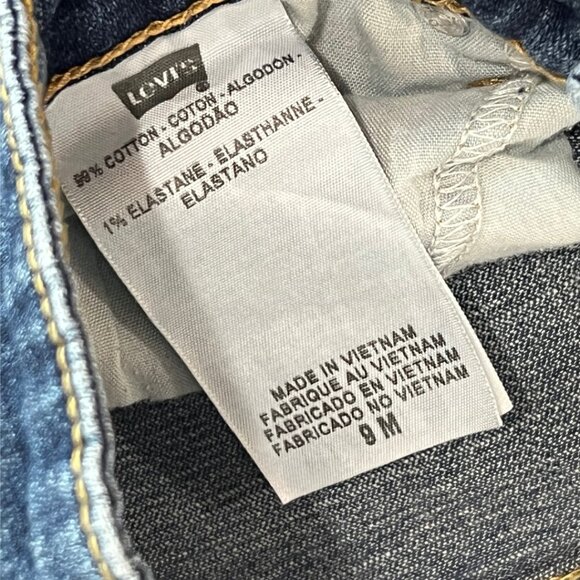 Levi's
99% COTTON - COTON - ALGODON -
ALGODÃO
1% ELASTANE - ÉLASTHANNE -
ELASTANO
MADE IN VIETNAM
FABRIQUE AU VIETNAM
FABRICADO EN VIETNAM
FABRICADO NO VIETNAM
9 M